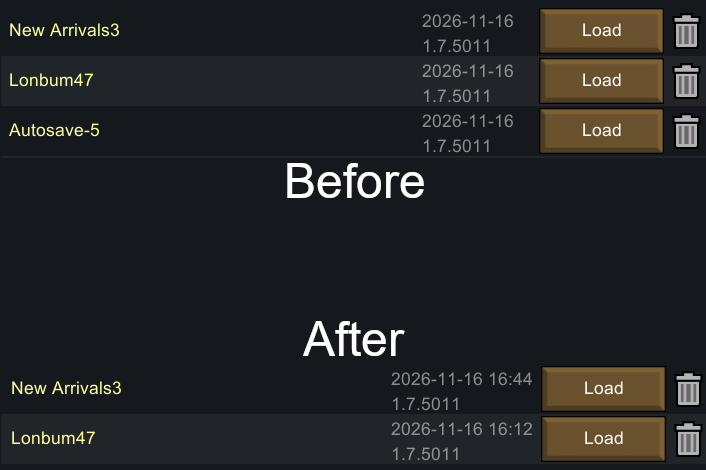 New Arrivals3
2026-11-16
1.7.5011
Load
Lonbum47
2026-11-16
1.7.5011
Load
Autosave-5
2026-11-16
1.7.5011
Load
Before
After
New Arrivals3
2026-11-16 16:44
1.7.5011
Load
Lonbum47
2026-11-16 16:12
1.7.5011
Load